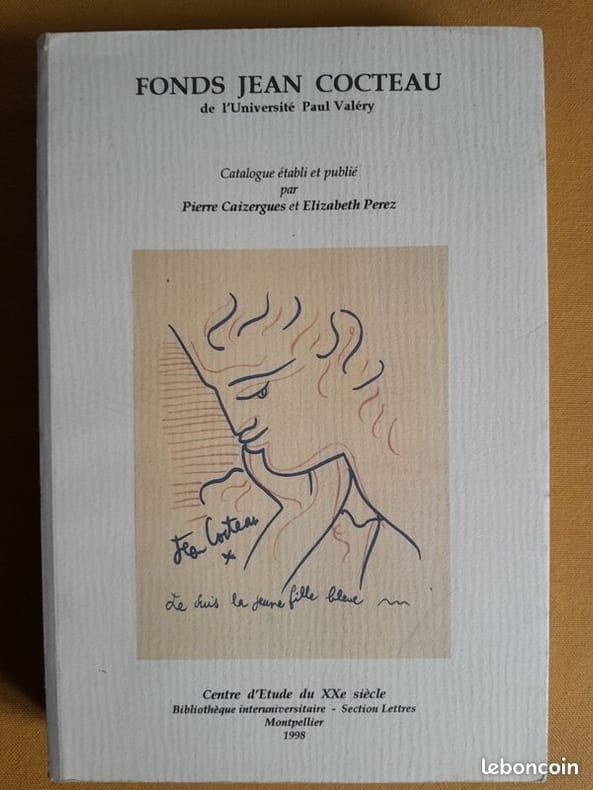 FONDS JEAN COCTEAU
de l'Université Paul Valéry
Catalogue établi et publié
par
Pierre Caizergues et Elizabeth Perez
Jean Cocteau
Je suis la jeune fille bleue
Centre d'Etude du XXe siècle
Bibliothèque interuniversitaire - Section Lettres
Montpellier
1998
leboncoin